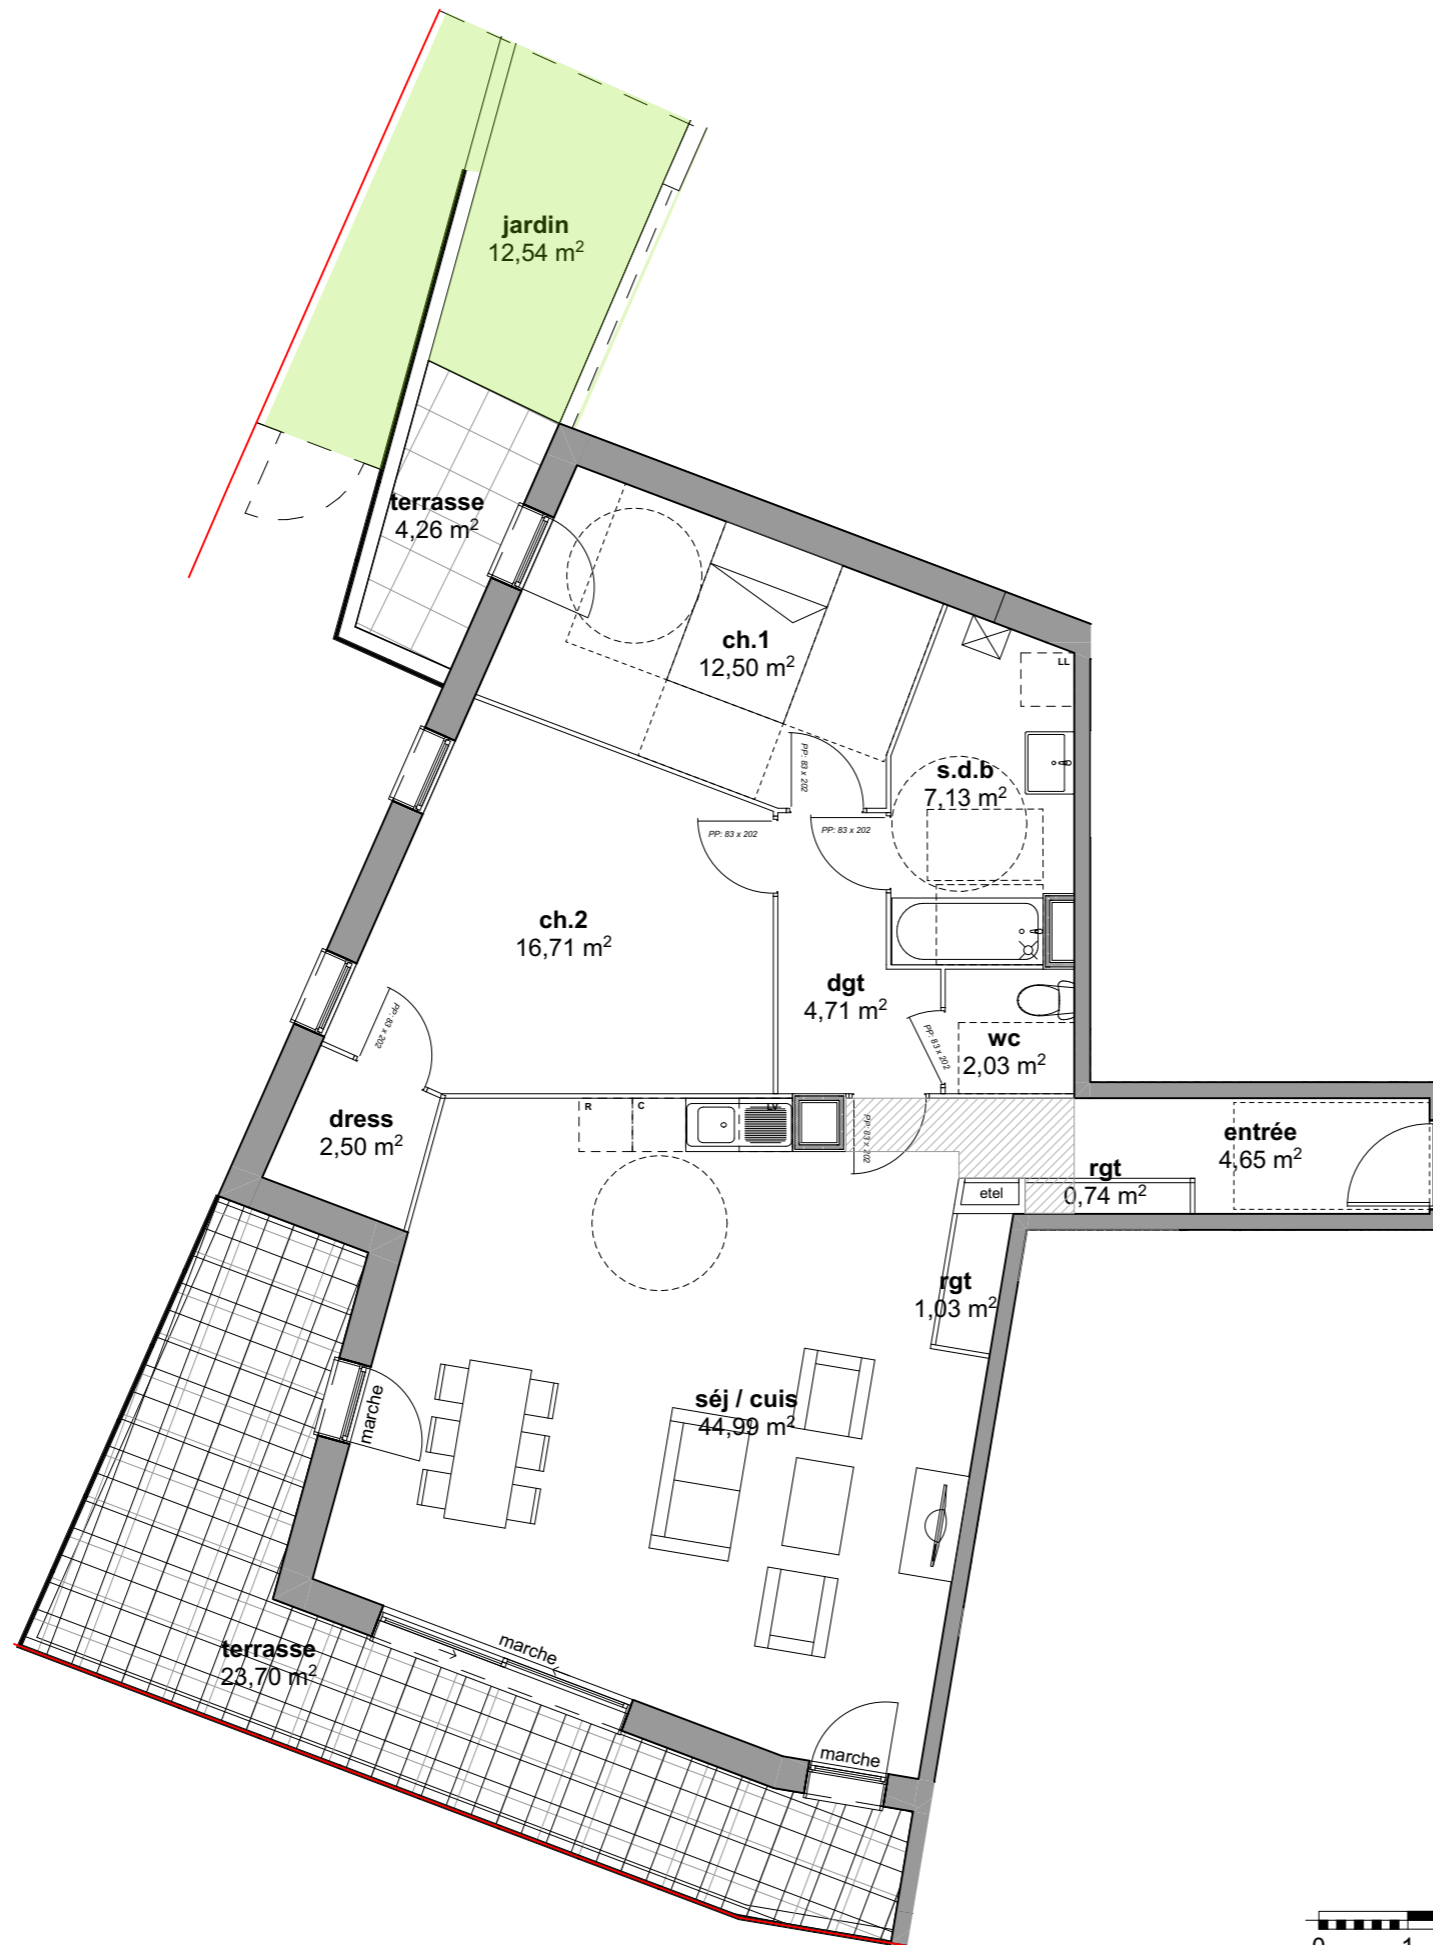 jardin
12,54 m²
terrasse
4,26 m²
ch.1
12,50 m²
LL
PP: 83 x 202
s.d.b
7,13 m²
PP: 83 x 202
PP: 83 x 202
ch.2
16,71 m²
dgt
4,71 m²
PP: 83 x 202
PP: 83 x 202
wc
2,03 m²
dress
2,50 m²
R
C
LV
PP: 83 x 202
entrée
4,65 m²
rgt
0,74 m²
etel
rgt
1,03 m²
séj / cuis
44,99 m²
marche
marche
terrasse
23,70 m²
marche
0 1